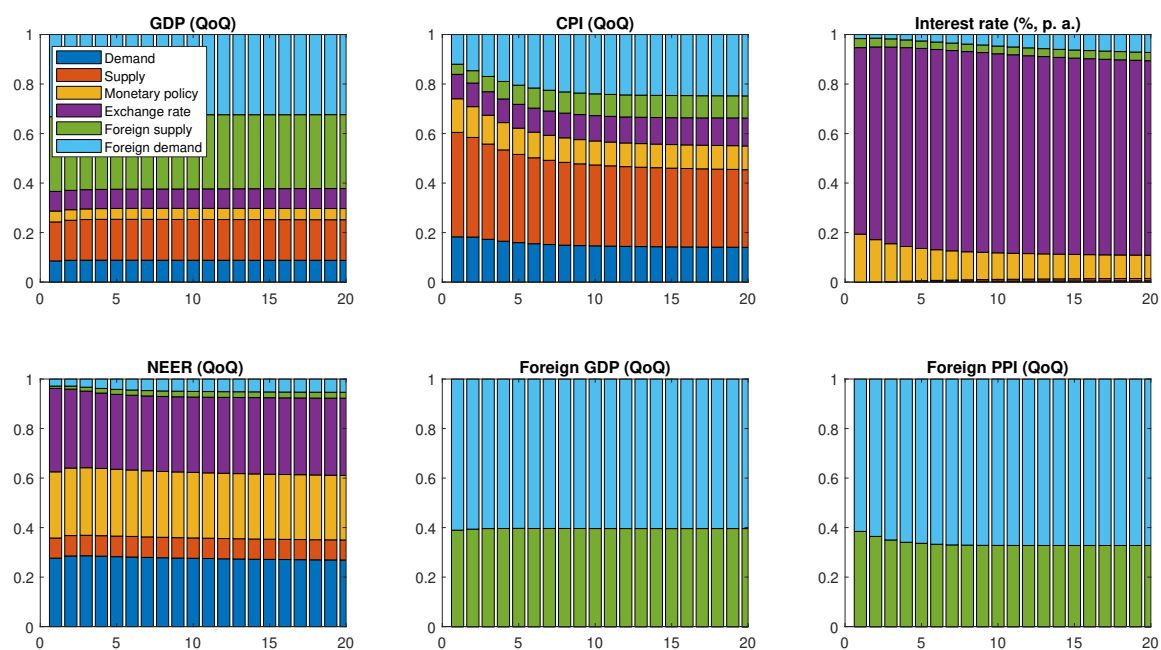 GDP (QoQ)
1
0.8
0.6
0.4
0.2
0
0 5 10 15 20
Demand
Supply
Monetary policy
Exchange rate
Foreign supply
Foreign demand
CPI (QoQ)
1
0.8
0.6
0.4
0.2
0
0 5 10 15 20
Interest rate (%, p. a.)
1
0.8
0.6
0.4
0.2
0
0 5 10 15 20
NEER (QoQ)
1
0.8
0.6
0.4
0.2
0
0 5 10 15 20
Foreign GDP (QoQ)
1
0.8
0.6
0.4
0.2
0
0 5 10 15 20
Foreign PPI (QoQ)
1
0.8
0.6
0.4
0.2
0
0 5 10 15 20